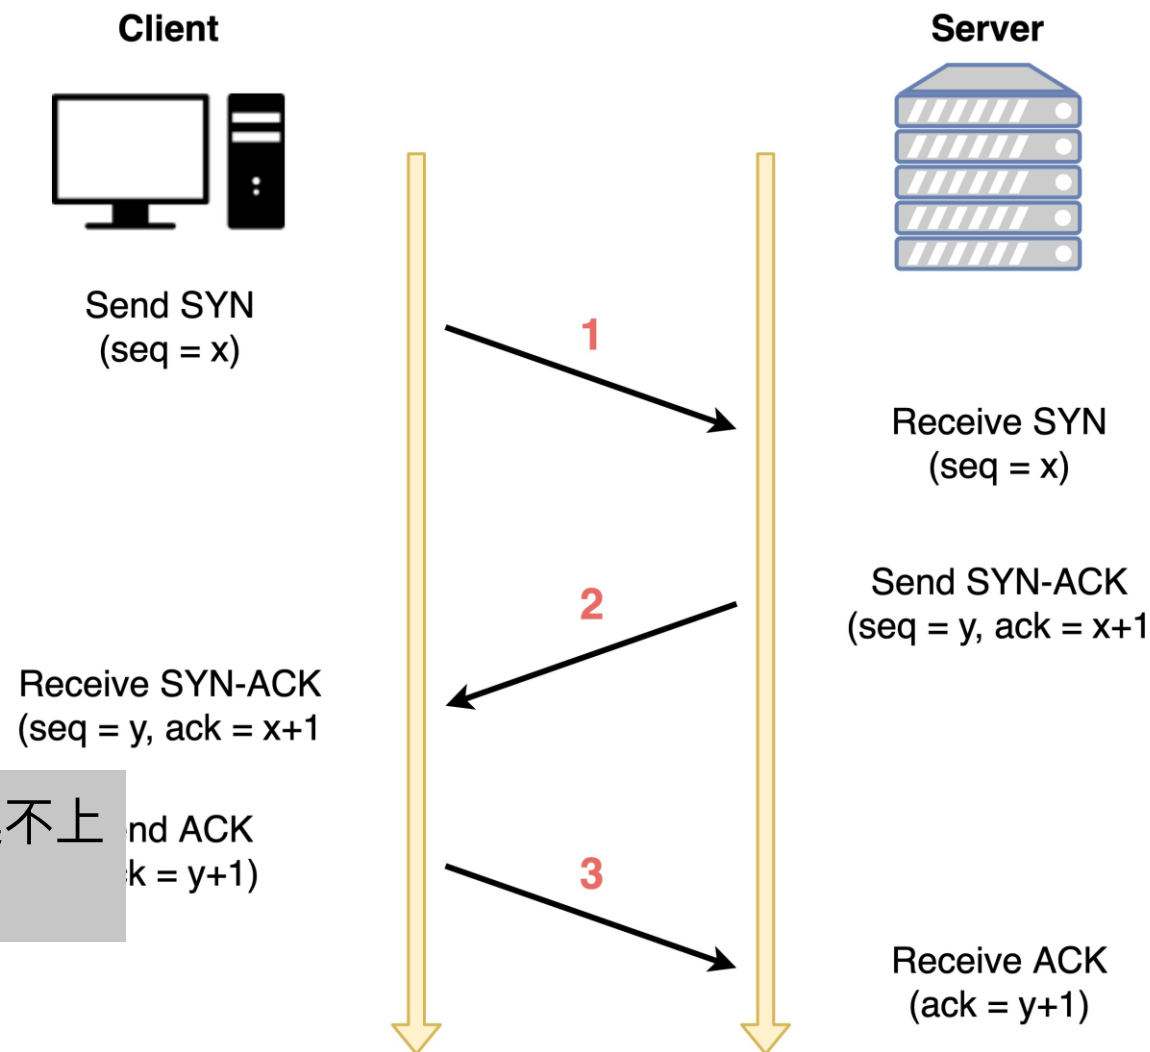 Client
Server
Send SYN
(seq = x)
1
Receive SYN
(seq = x)
Send SYN-ACK
(seq = y, ack = x+1
2
Receive SYN-ACK
(seq = y, ack = x+1
不上
nd ACK
k = y+1)
3
Receive ACK
(ack = y+1)